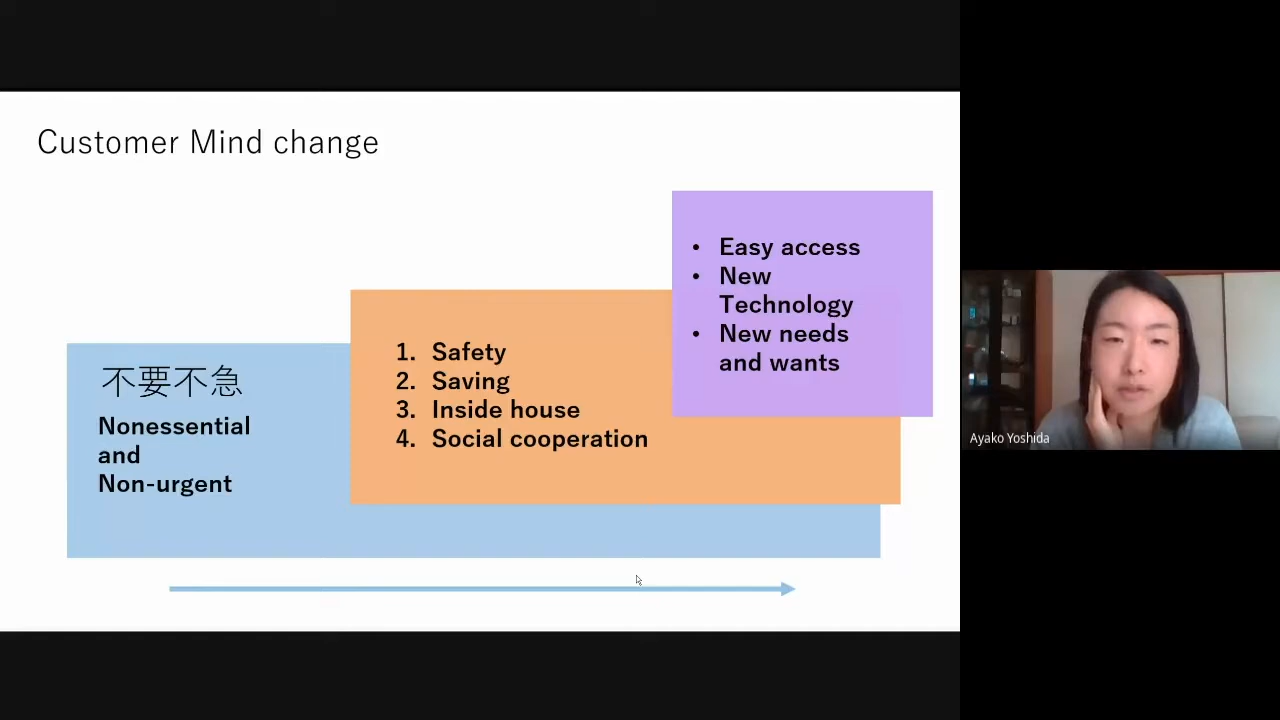 Customer Mind change
不要不急
Nonessential
and
Non-urgent
1. Safety
2. Saving
3. Inside house
4. Social cooperation
• Easy access
• New
Technology
• New needs
and wants
Ayako Yoshida